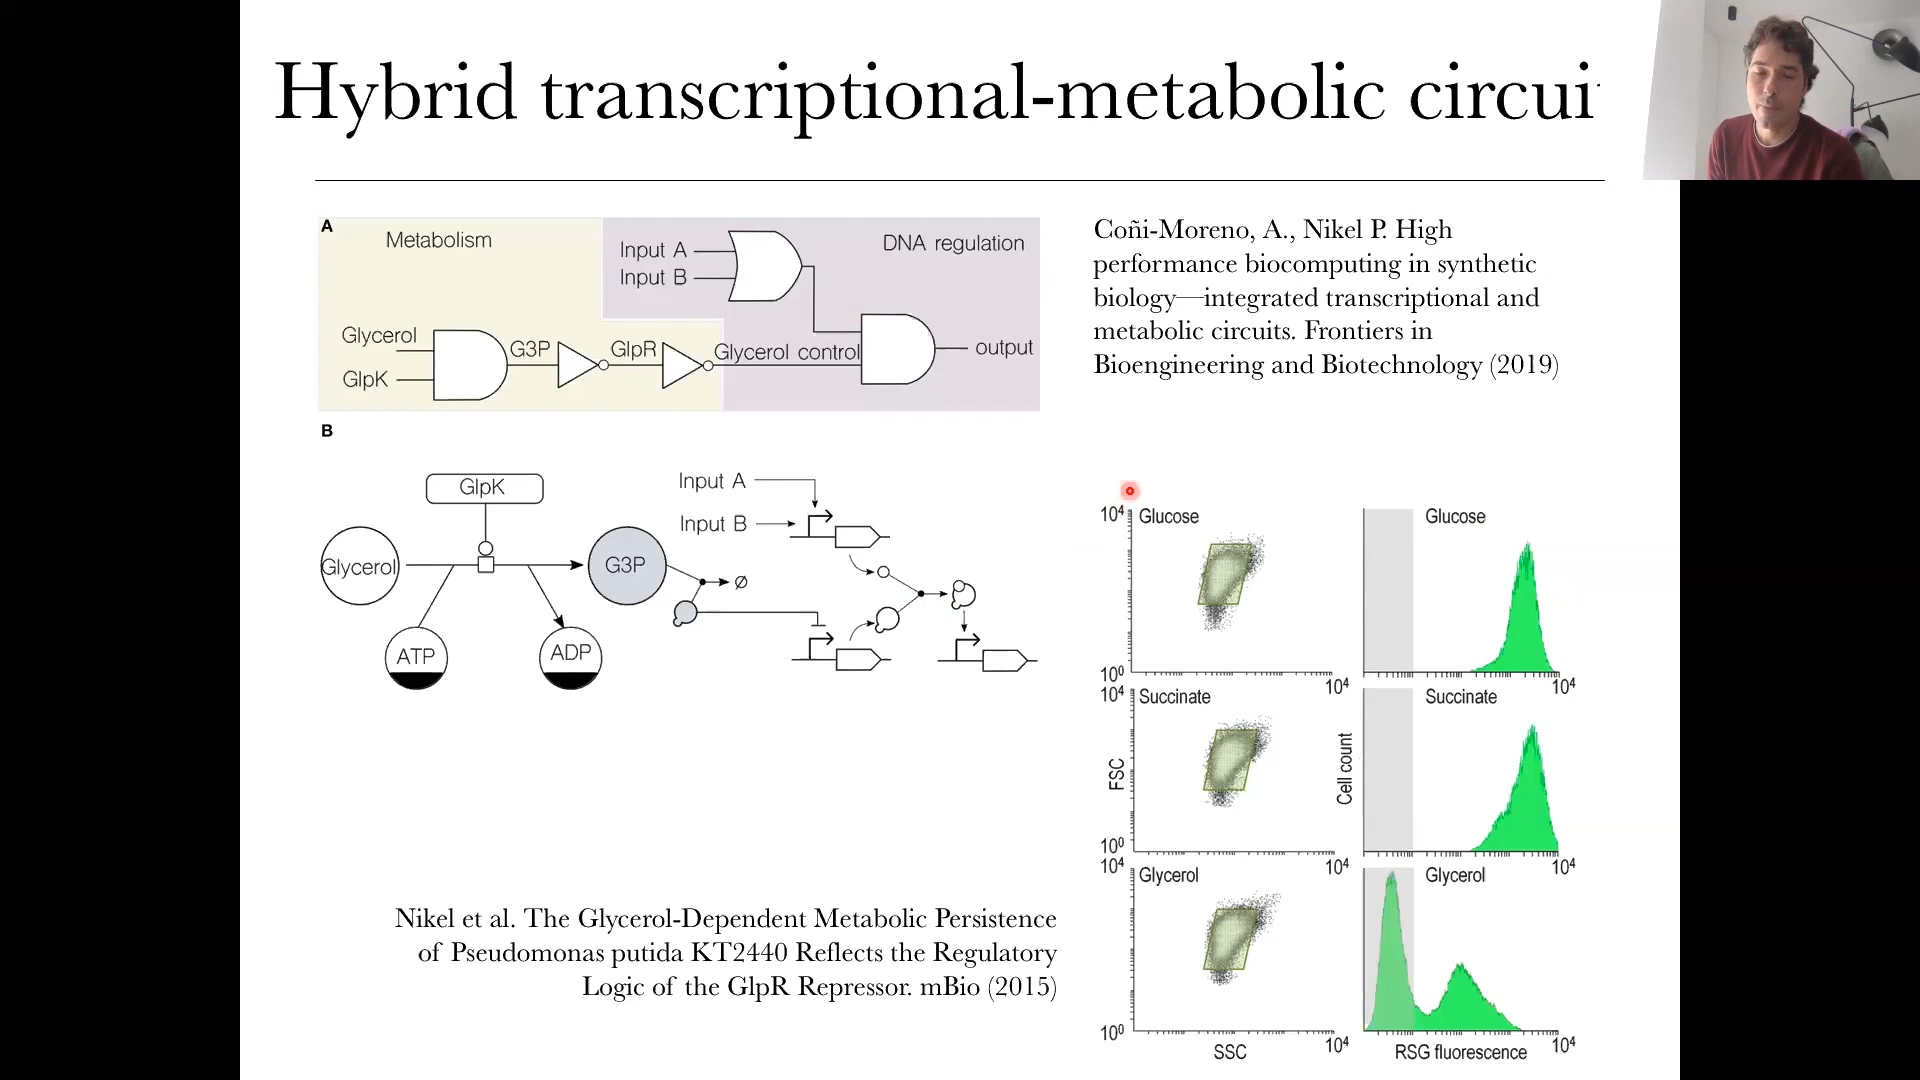 Hybrid transcriptional-metabolic circui
A
Metabolism
Input A
Input B
DNA regulation
Glycerol
GlpK
G3P
GlpR
Glycerol control
output
Coñi-Moreno, A., Nikel P. High
performance biocomputing in synthetic
biology—integrated transcriptional and
metabolic circuits. Frontiers in
Bioengineering and Biotechnology (2019)
B
GlpK
Glycerol
ATP
ADP
G3P
Ø
Input A
Input B
Nikel et al. The Glycerol-Dependent Metabolic Persistence
of Pseudomonas putida KT2440 Reflects the Regulatory
Logic of the GlpR Repressor. mBio (2015)
10⁴
Glucose
10⁰
10⁴
Glucose
10⁴
10⁴
Succinate
FSC
10⁰
10⁴
Succinate
Cell count
10⁴
10⁴
Glycerol
10⁰
10⁴
SSC
Glycerol
10⁴
RSG fluorescence